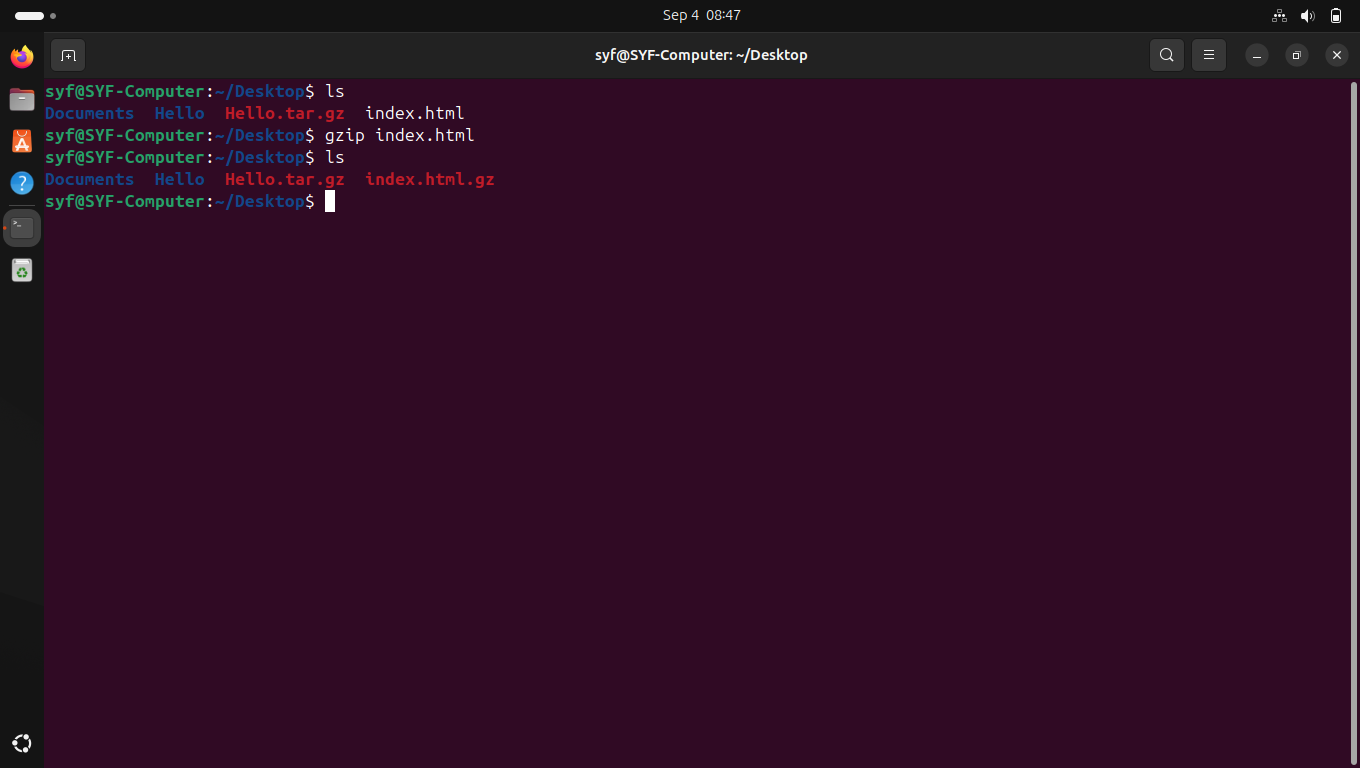 Sep 4 08:47
syf@SYF-Computer: ~/Desktop
syf@SYF-Computer:~/Desktop$ ls
Documents  Hello  Hello.tar.gz  index.html
syf@SYF-Computer:~/Desktop$ gzip index.html
syf@SYF-Computer:~/Desktop$ ls
Documents  Hello  Hello.tar.gz  index.html.gz
syf@SYF-Computer:~/Desktop$